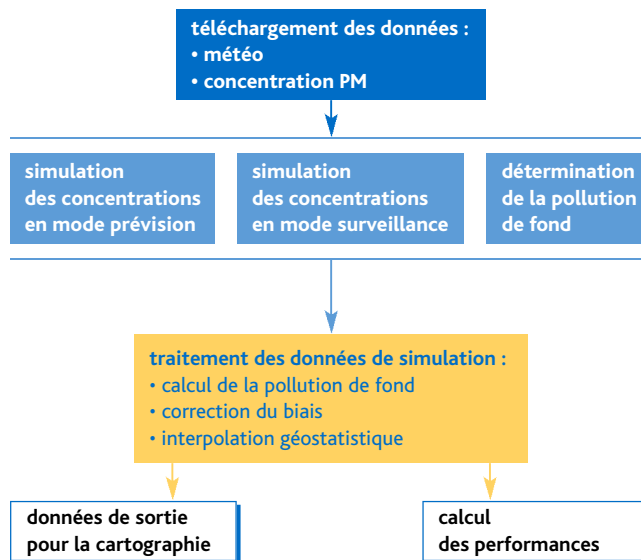 téléchargement des données :
• météo
• concentration PM
simulation
des concentrations
en mode prévision
simulation
des concentrations
en mode surveillance
détermination
de la pollution
de fond
traitement des données de simulation :
• calcul de la pollution de fond
• correction du biais
• interpolation géostatistique
données de sortie
pour la cartographie
calcul
des performances